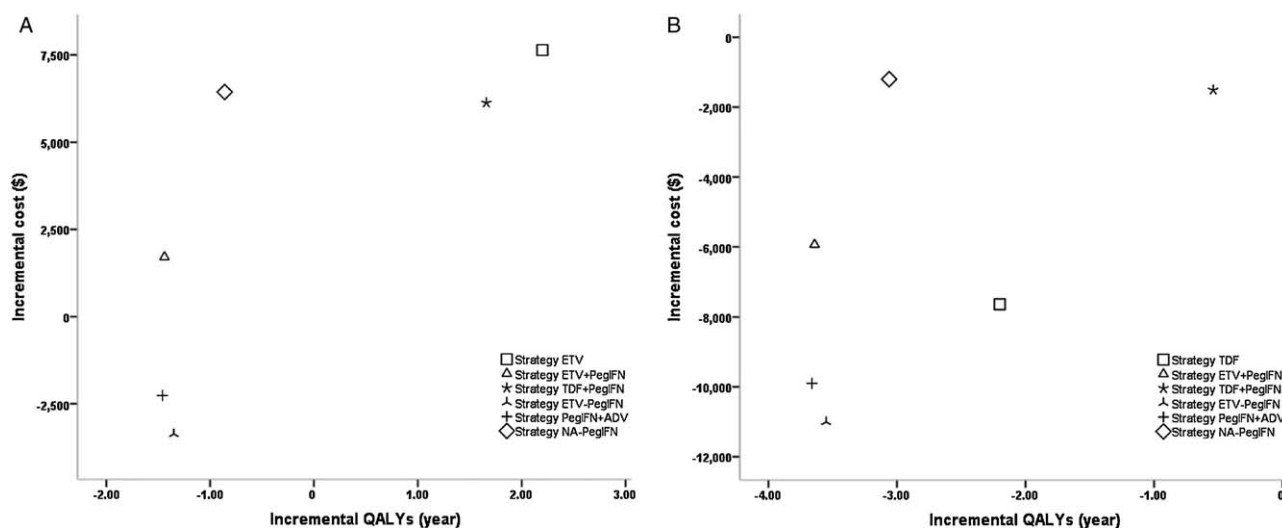 A
7,500
5,000
2,500
0
-2,500
Incremental cost ($)
-2.00 -1.00 0 1.00 2.00 3.00
Incremental QALYs (year)
Strategy ETV
Strategy ETV+PegIFN
Strategy TDF+PegIFN
Strategy ETV-PegIFN
Strategy PegIFN+ADV
Strategy NA-PegIFN
B
0
-2,000
-4,000
-6,000
-8,000
-10,000
-12,000
Incremental cost ($)
-4.00 -3.00 -2.00 -1.00 0
Incremental QALYs (year)
Strategy TDF
Strategy ETV+PegIFN
Strategy TDF+PegIFN
Strategy ETV-PegIFN
Strategy PegIFN+ADV
Strategy NA-PegIFN